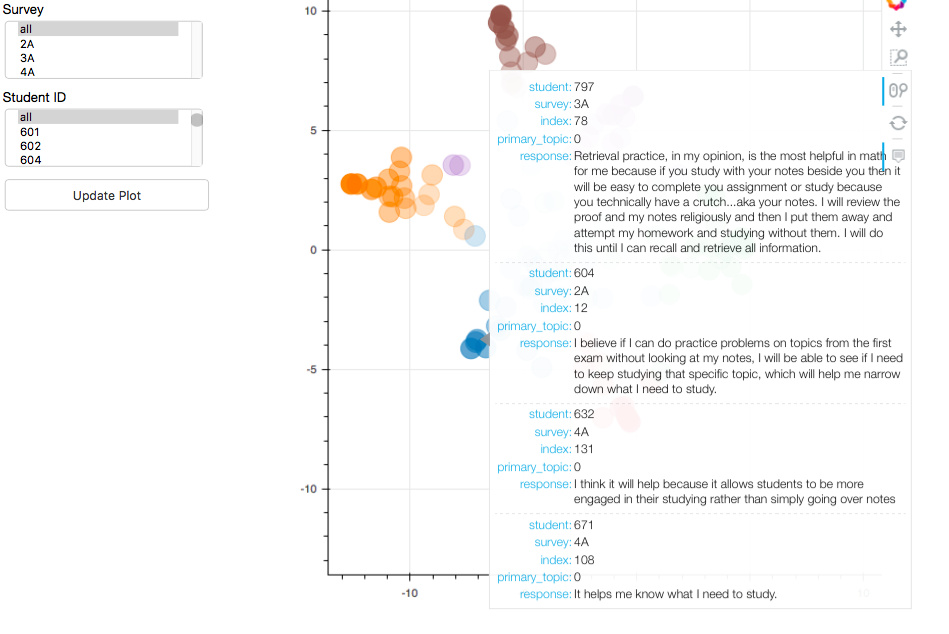 Survey
all
2A
3A
4A
Student ID
all
601
602
604
Update Plot
10
5
0
-5
-10
-10
10
student: 797
survey: 3A
index: 78
primary_topic: 0
response: Retrieval practice, in my opinion, is the most helpful in math
for me because if you study with your notes beside you then it
will be easy to complete you assignment or study because
you technically have a crutch...aka your notes. I will review the
proof and my notes religiously and then I put them away and
attempt my homework and studying without them. I will do
this until I can recall and retrieve all information.
student: 604
survey: 2A
index: 12
primary_topic: 0
response: I believe if I can do practice problems on topics from the first
exam without looking at my notes, I will be able to see if I need
to keep studying that specific topic, which will help me narrow
down what I need to study.
student: 632
survey: 4A
index: 131
primary_topic: 0
response: I think it will help because it allows students to be more
engaged in their studying rather than simply going over notes
student: 671
survey: 4A
index: 108
primary_topic: 0
response: It helps me know what I need to study.